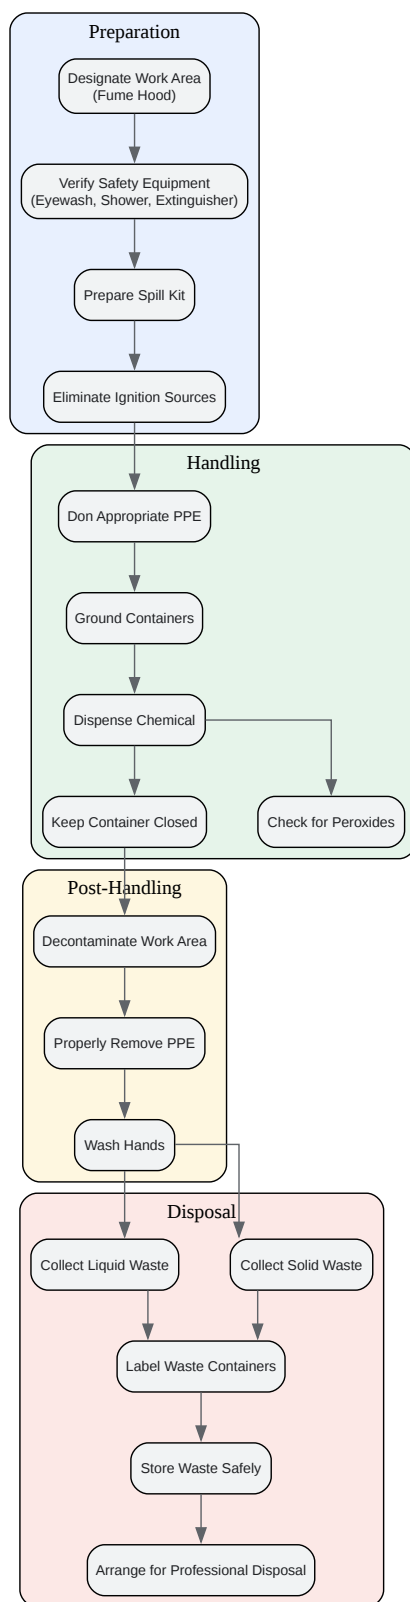 Preparation
Designate Work Area
(Fume Hood)
Verify Safety Equipment
(Eyewash, Shower, Extinguisher)
Prepare Spill Kit
Eliminate Ignition Sources
Handling
Don Appropriate PPE
Ground Containers
Dispense Chemical
Keep Container Closed
Check for Peroxides
Post-Handling
Decontaminate Work Area
Properly Remove PPE
Wash Hands
Disposal
Collect Liquid Waste
Collect Solid Waste
Label Waste Containers
Store Waste Safely
Arrange for Professional Disposal